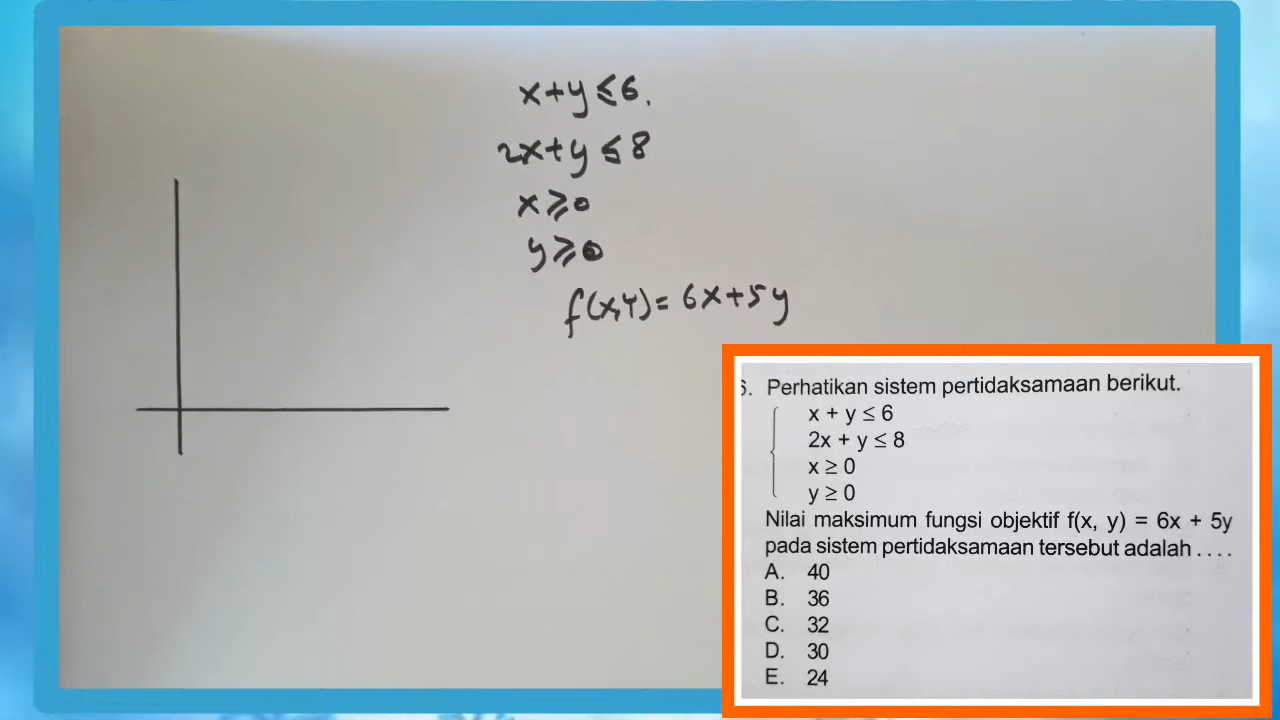 x+y≤6.
2x+y≤8
x≥0
y≥0
f(x,y)=6x+5y
6. Perhatikan sistem pertidaksamaan berikut.
x + y ≤ 6
2x + y ≤ 8
x ≥ 0
y ≥ 0
Nilai maksimum fungsi objektif f(x, y) = 6x + 5y
pada sistem pertidaksamaan tersebut adalah . . . .
A. 40
B. 36
C. 32
D. 30
E. 24